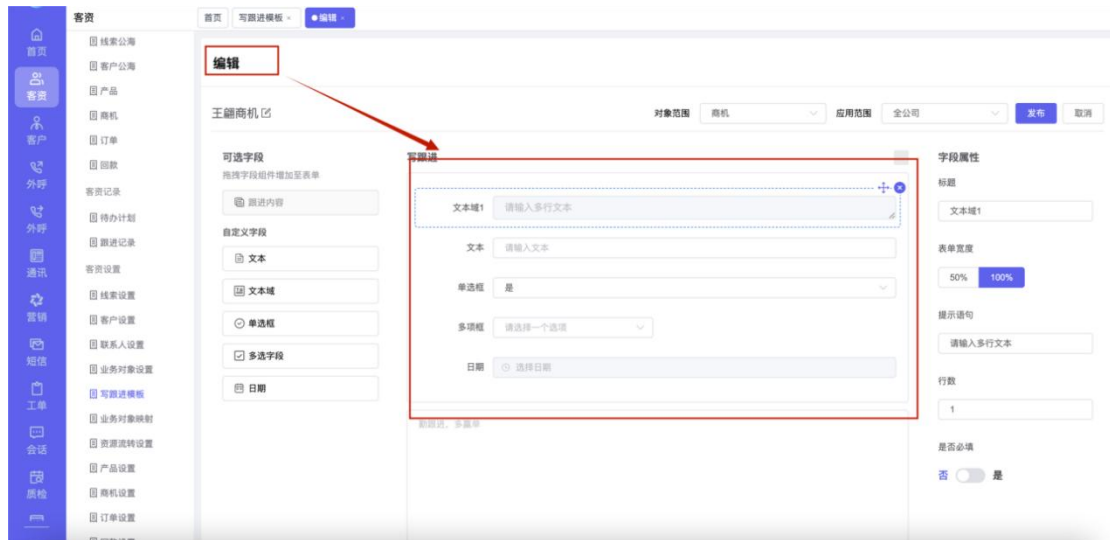 客资
首页
写跟进模板 ×
●编辑 ×
首页
客资
客户
外呼
外呼
通讯
营销
短信
工单
会话
质检
线索公海
客户公海
产品
商机
订单
回款
客资记录
待办计划
跟进记录
客资设置
线索设置
客户设置
联系人设置
业务对象设置
写跟进模板
业务对象映射
资源流转设置
产品设置
商机设置
订单设置
编辑
王翩商机
对象范围 商机
应用范围 全公司
发布
取消
可选字段
拖拽字段组件增加至表单
跟进内容
自定义字段
文本
文本域
单选框
多选字段
日期
写跟进
文本域1 请输入多行文本
文本 请输入文本
单选框 是
多项框 请选择一个选项
日期 选择日期
勤跟进、多赢单
字段属性
标题
文本域1
表单宽度
50% 100%
提示语句
请输入多行文本
行数
1
是否必填
否 是